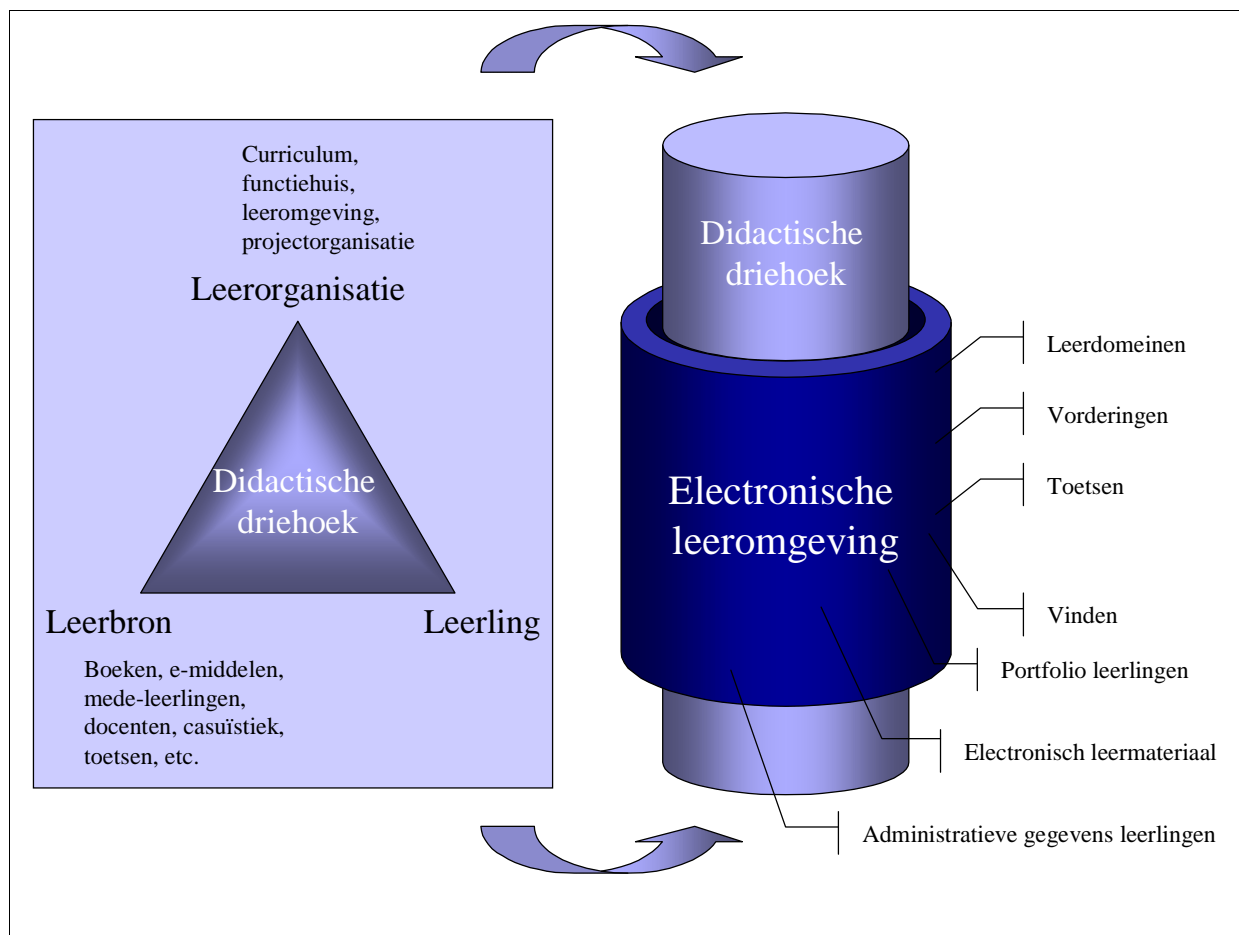 Curriculum,
functiehuis,
leeromgeving,
projectorganisatie
Leerorganisatie
Didactische
driehoek
Leerbron
Leerling
Boeken, e-middelen,
mede-leerlingen,
docenten, casuïstiek,
toetsen, etc.
Didactische
driehoek
Electronische
leeromgeving
Leerdomeinen
Vorderingen
Toetsen
Vinden
Portfolio leerlingen
Electronisch leermateriaal
Administratieve gegevens leerlingen